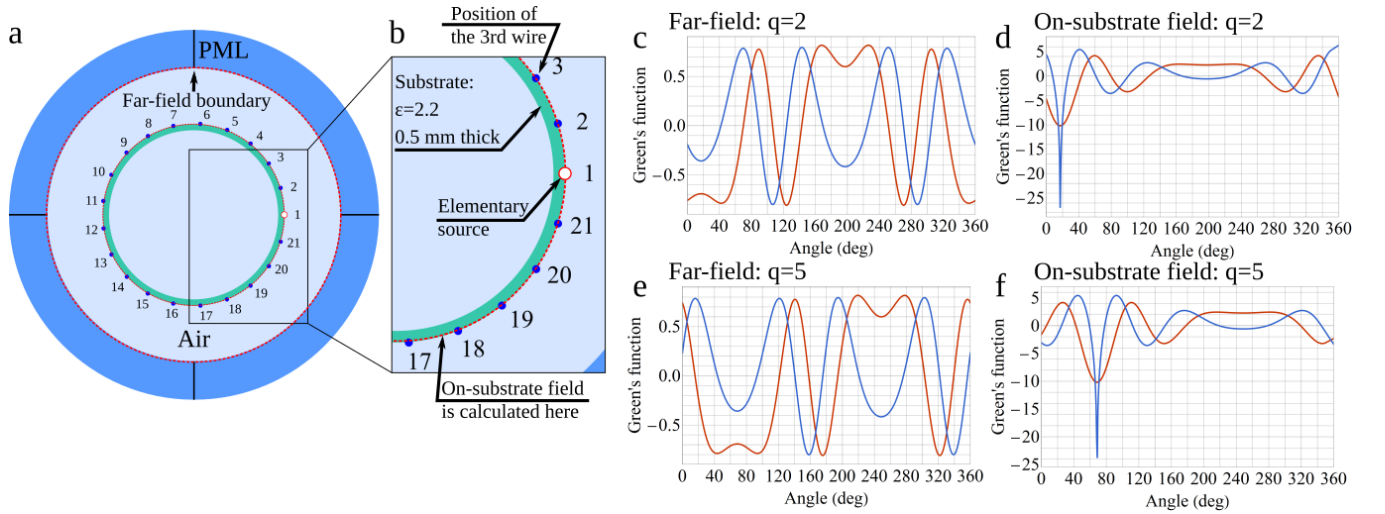 a
PML
Far-field boundary
1
2
3
4
5
6
7
8
9
10
11
12
13
14
15
16
17
18
19
20
21
Air
b
Position of
the 3rd wire
Substrate:
ε=2.2
0.5 mm thick
Elementary
source
3
2
1
21
20
19
18
17
On-substrate field
is calculated here
c
Far-field: q=2
Green's function
0.5
0.0
−0.5
0 40 80 120 160 200 240 280 320 360
Angle (deg)
d
On-substrate field: q=2
Green's function
5
0
−5
−10
−15
−20
−25
0 40 80 120 160 200 240 280 320 360
Angle (deg)
e
Far-field: q=5
Green's function
0.5
0.0
−0.5
0 40 80 120 160 200 240 280 320 360
Angle (deg)
f
On-substrate field: q=5
Green's function
5
0
−5
−10
−15
−20
−25
0 40 80 120 160 200 240 280 320 360
Angle (deg)